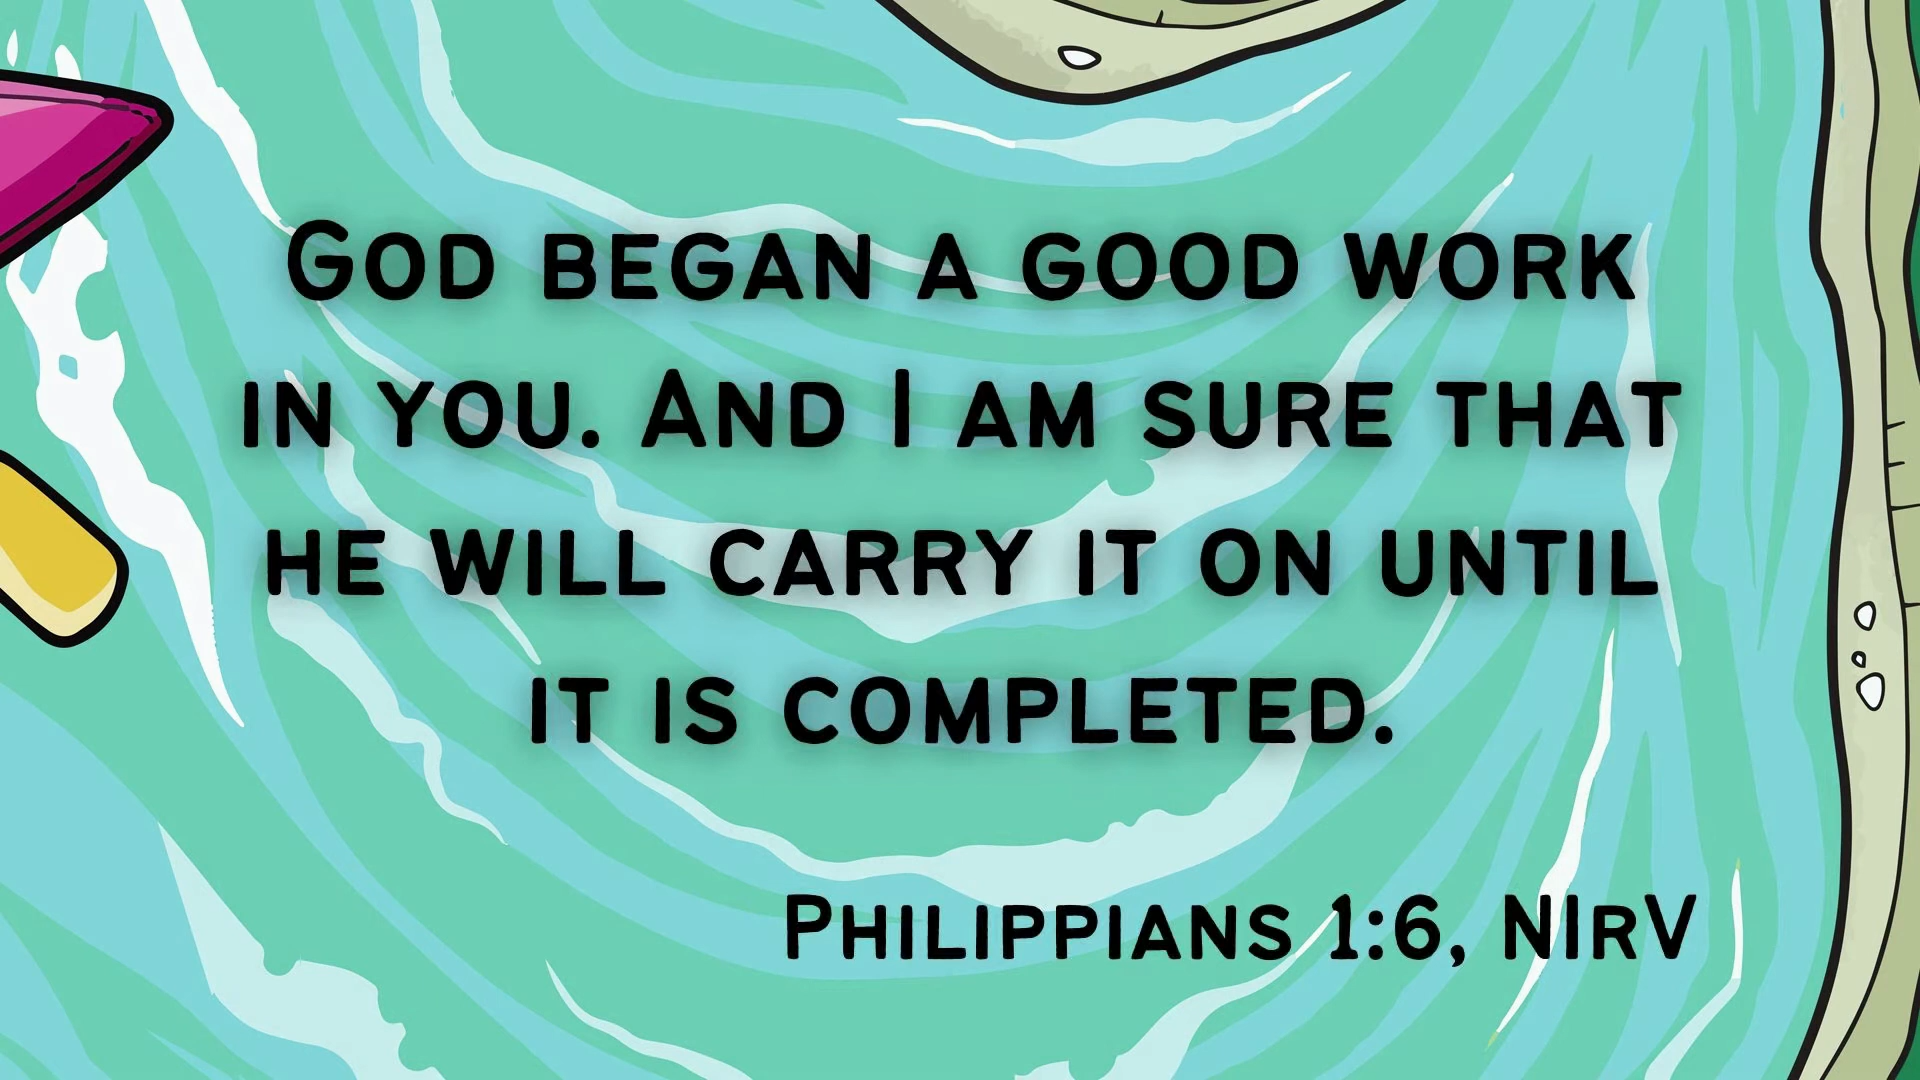 God began a good work
in you. And I am sure that
he will carry it on until
it is completed.
Philippians 1:6, NIrV